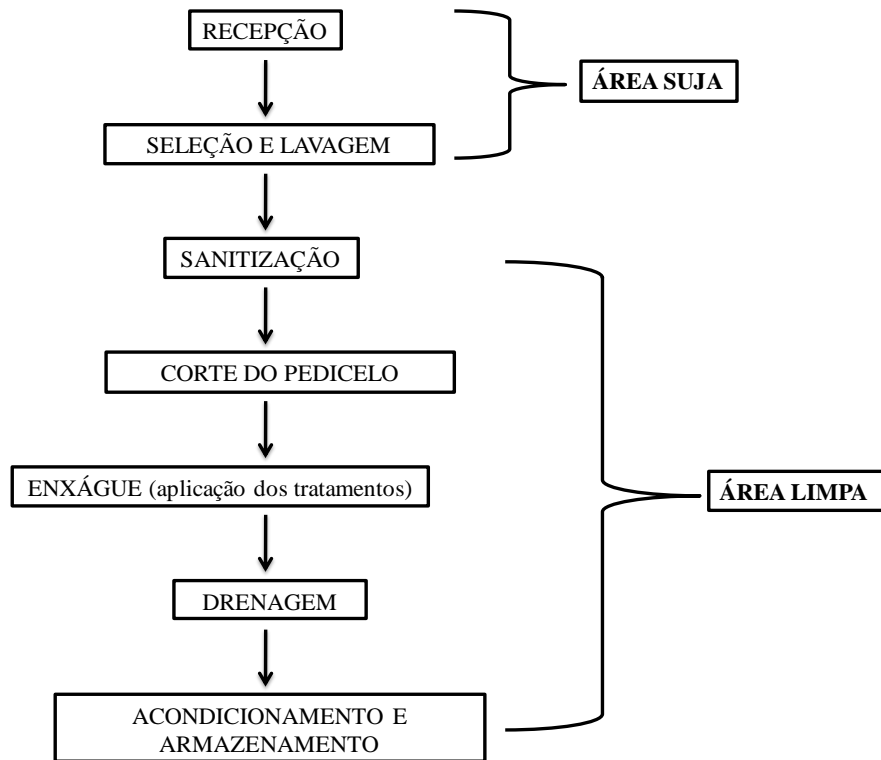 RECEPÇÃO
ÁREA SUJA
SELEÇÃO E LAVAGEM
SANITIZAÇÃO
CORTE DO PEDICELO
ENXÁGUE (aplicação dos tratamentos)
ÁREA LIMPA
DRENAGEM
ACONDICIONAMENTO E
ARMAZENAMENTO